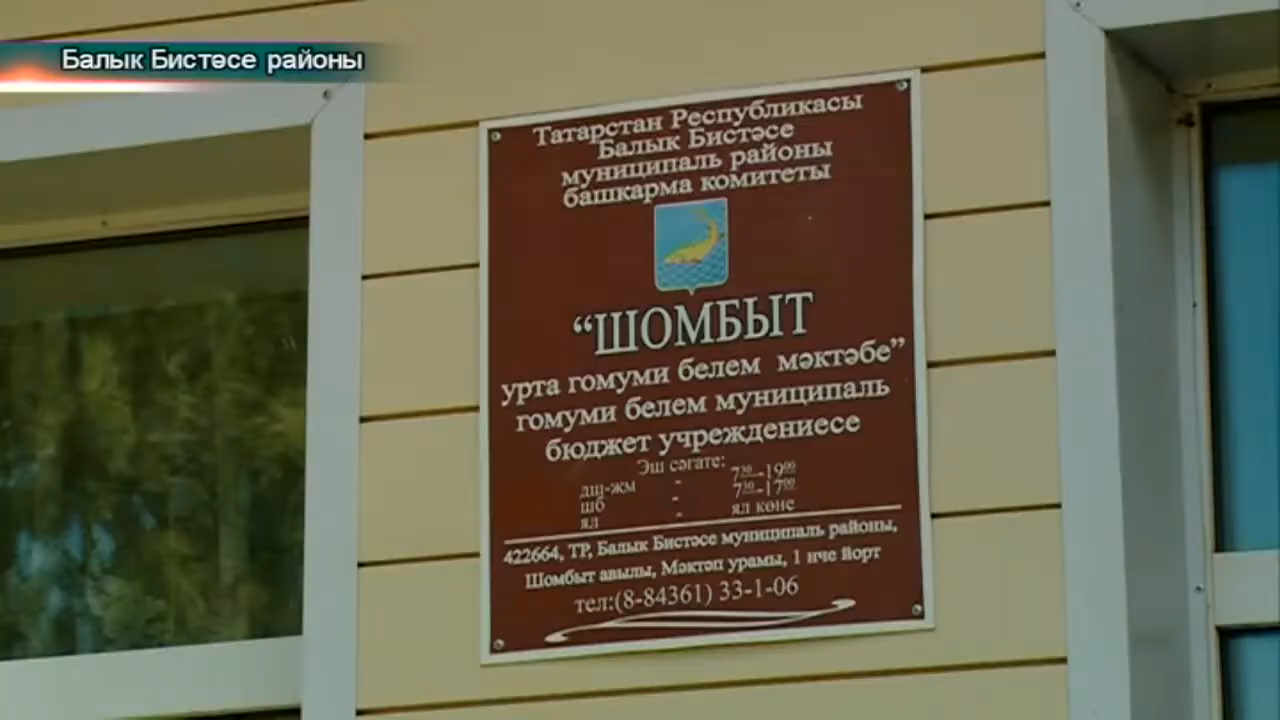 Балык Бистәсе районы
Татарстан Республикасы
Балык Бистәсе
муниципаль районы
башкарма комитеты
“ШОМБЫТ
урта гомуми белем мәктәбе”
гомуми белем муниципаль
бюджет учреждениесе
Эш сәгате:
дш-жм - 7³⁰-19⁰⁰
шб - 7³⁰-17⁰⁰
ял - ял көне
422664, ТР, Балык Бистәсе муниципаль районы,
Шомбыт авылы, Мәктәп урамы, 1 нче йорт
тел:(8-84361) 33-1-06